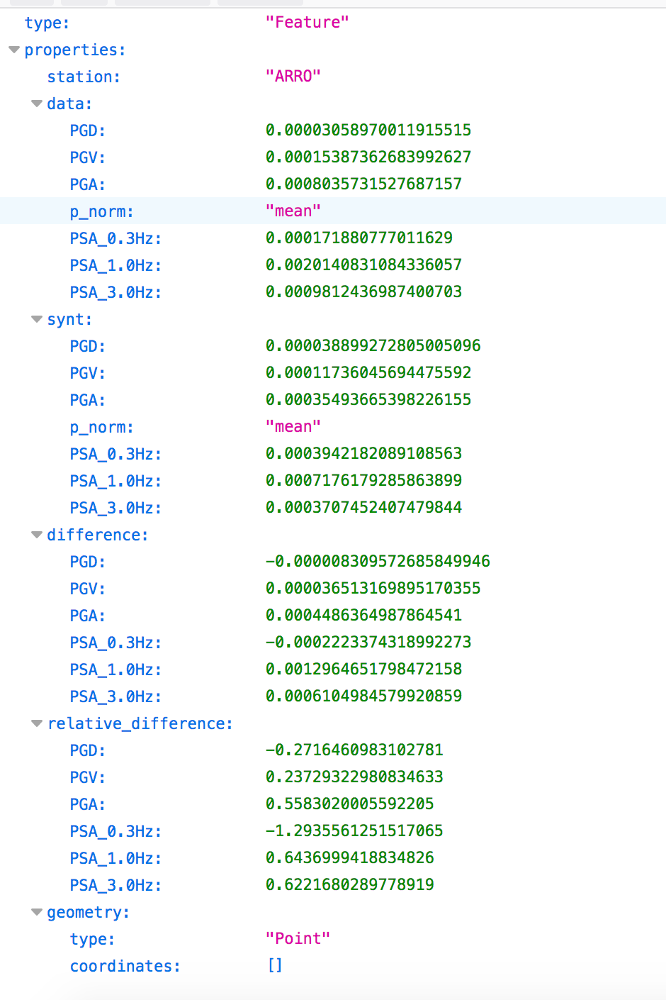 type: "Feature"
properties:
station: "ARRO"
data:
PGD: 0.00003058970011915515
PGV: 0.00015387362683992627
PGA: 0.0008035731527687157
p_norm: "mean"
PSA_0.3Hz: 0.000171880777011629
PSA_1.0Hz: 0.0020140831084336057
PSA_3.0Hz: 0.0009812436987400703
synt:
PGD: 0.000038899272805005096
PGV: 0.00011736045694475592
PGA: 0.00035493665398226155
p_norm: "mean"
PSA_0.3Hz: 0.0003942182089108563
PSA_1.0Hz: 0.0007176179285863899
PSA_3.0Hz: 0.0003707452407479844
difference:
PGD: -0.000008309572685849946
PGV: 0.000036513169895170355
PGA: 0.0004486364987864541
PSA_0.3Hz: -0.00022233743189​92273
PSA_1.0Hz: 0.0012964651798472158
PSA_3.0Hz: 0.0006104984579920859
relative_difference:
PGD: -0.2716460983102781
PGV: 0.23729322980834633
PGA: 0.5583020005592205
PSA_0.3Hz: -1.2935561251517065
PSA_1.0Hz: 0.6436999418834826
PSA_3.0Hz: 0.6221680289778919
geometry:
type: "Point"
coordinates: []